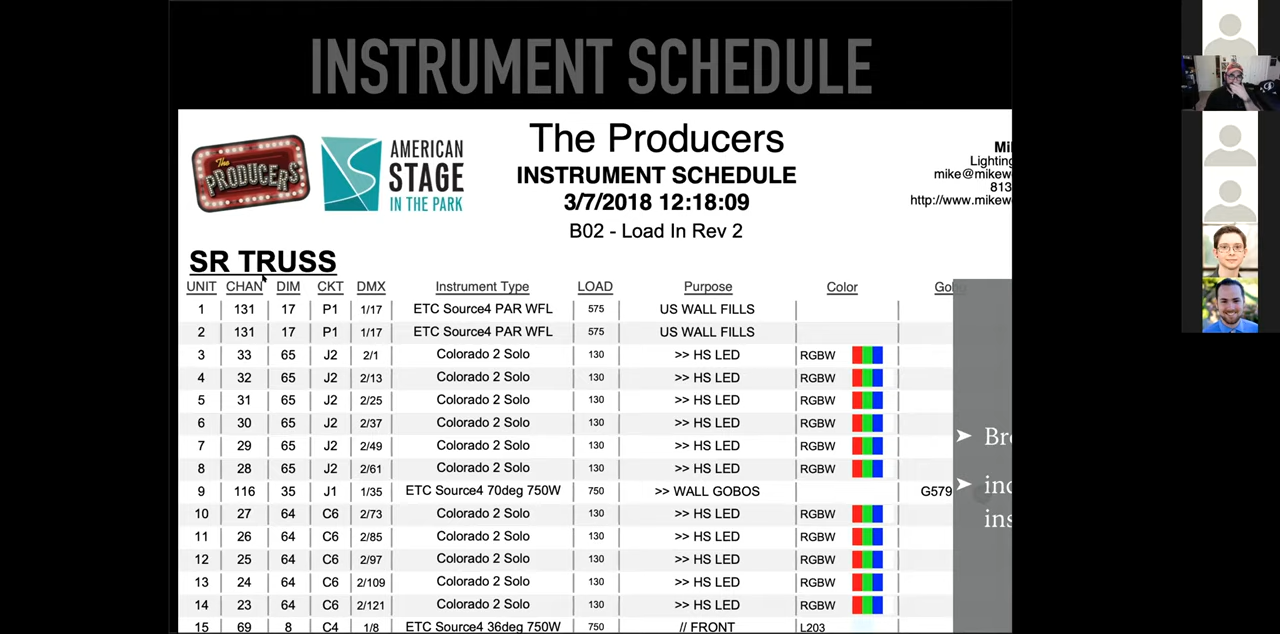 INSTRUMENT SCHEDULE
The PRODUCERS
AMERICAN STAGE IN THE PARK
The Producers
INSTRUMENT SCHEDULE
3/7/2018 12:18:09
B02 - Load In Rev 2
Mi
Lighting
mike@mikew
813
http://www.mikew
SR TRUSS
UNIT CHAN DIM CKT DMX Instrument Type LOAD Purpose Color Gobo
1 131 17 P1 1/17 ETC Source4 PAR WFL 575 US WALL FILLS
2 131 17 P1 1/17 ETC Source4 PAR WFL 575 US WALL FILLS
3 33 65 J2 2/1 Colorado 2 Solo 130 >> HS LED RGBW
4 32 65 J2 2/13 Colorado 2 Solo 130 >> HS LED RGBW
5 31 65 J2 2/25 Colorado 2 Solo 130 >> HS LED RGBW
6 30 65 J2 2/37 Colorado 2 Solo 130 >> HS LED RGBW
7 29 65 J2 2/49 Colorado 2 Solo 130 >> HS LED RGBW
8 28 65 J2 2/61 Colorado 2 Solo 130 >> HS LED RGBW
9 116 35 J1 1/35 ETC Source4 70deg 750W 750 >> WALL GOBOS G579
10 27 64 C6 2/73 Colorado 2 Solo 130 >> HS LED RGBW
11 26 64 C6 2/85 Colorado 2 Solo 130 >> HS LED RGBW
12 25 64 C6 2/97 Colorado 2 Solo 130 >> HS LED RGBW
13 24 64 C6 2/109 Colorado 2 Solo 130 >> HS LED RGBW
14 23 64 C6 2/121 Colorado 2 Solo 130 >> HS LED RGBW
15 69 8 C4 1/8 ETC Source4 36deg 750W 750 // FRONT L203